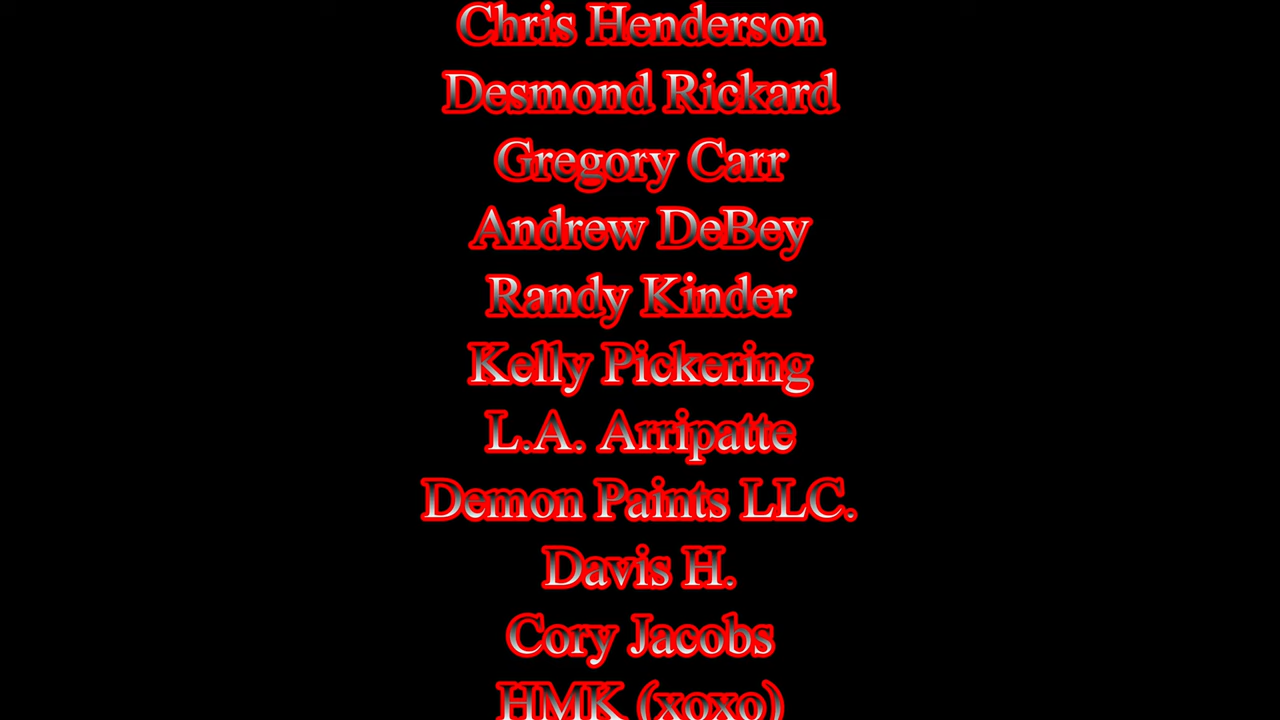 Chris Henderson
Desmond Rickard
Gregory Carr
Andrew DeBey
Randy Kinder
Kelly Pickering
L.A. Arripatte
Demon Paints LLC.
Davis H.
Cory Jacobs
HMK (xoxo)